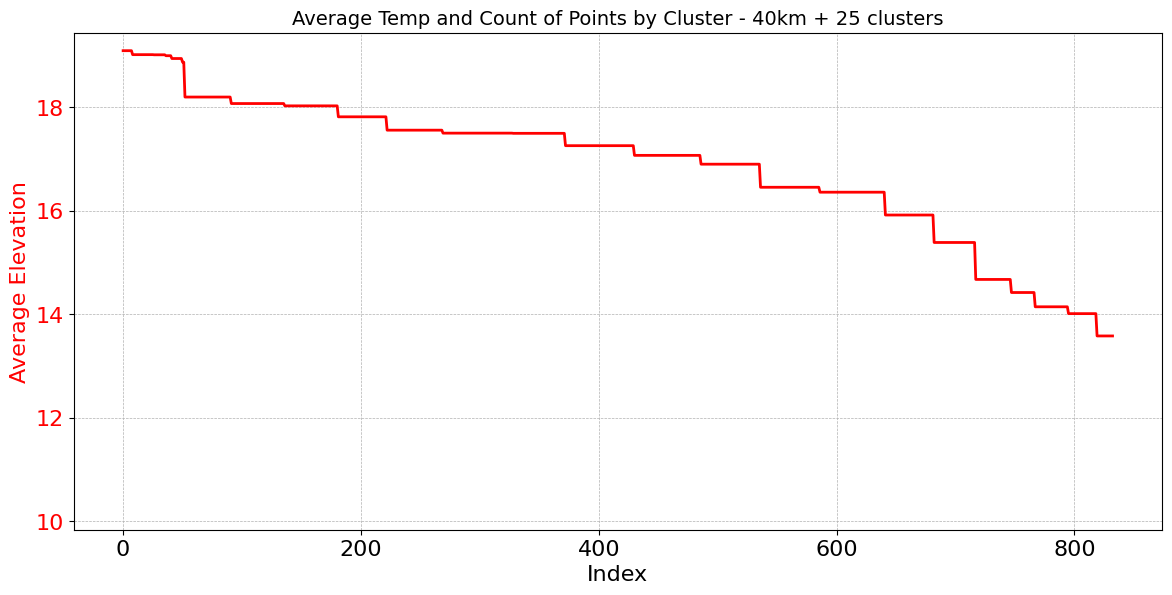 Average Temp and Count of Points by Cluster - 40km + 25 clusters
Average Elevation
18
16
14
12
10
0 200 400 600 800
Index